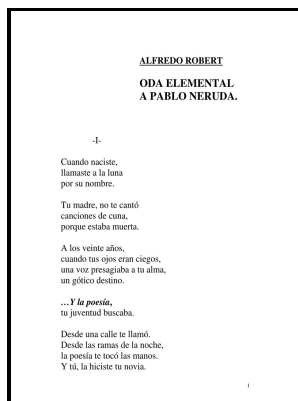 ALFREDO ROBERT
ODA ELEMENTAL
A PABLO NERUDA.
-I-
Cuando naciste,
llamaste a la luna
por su nombre.
Tu madre, no te cantó
canciones de cuna,
porque estaba muerta.
A los veinte años,
cuando tus ojos eran ciegos,
una voz presagiaba a tu alma,
un gótico destino.
…Y la poesía,
tu juventud buscaba.
Desde una calle te llamó.
Desde las ramas de la noche,
la poesía te tocó las manos.
Y tú, la hiciste tu novia.
1